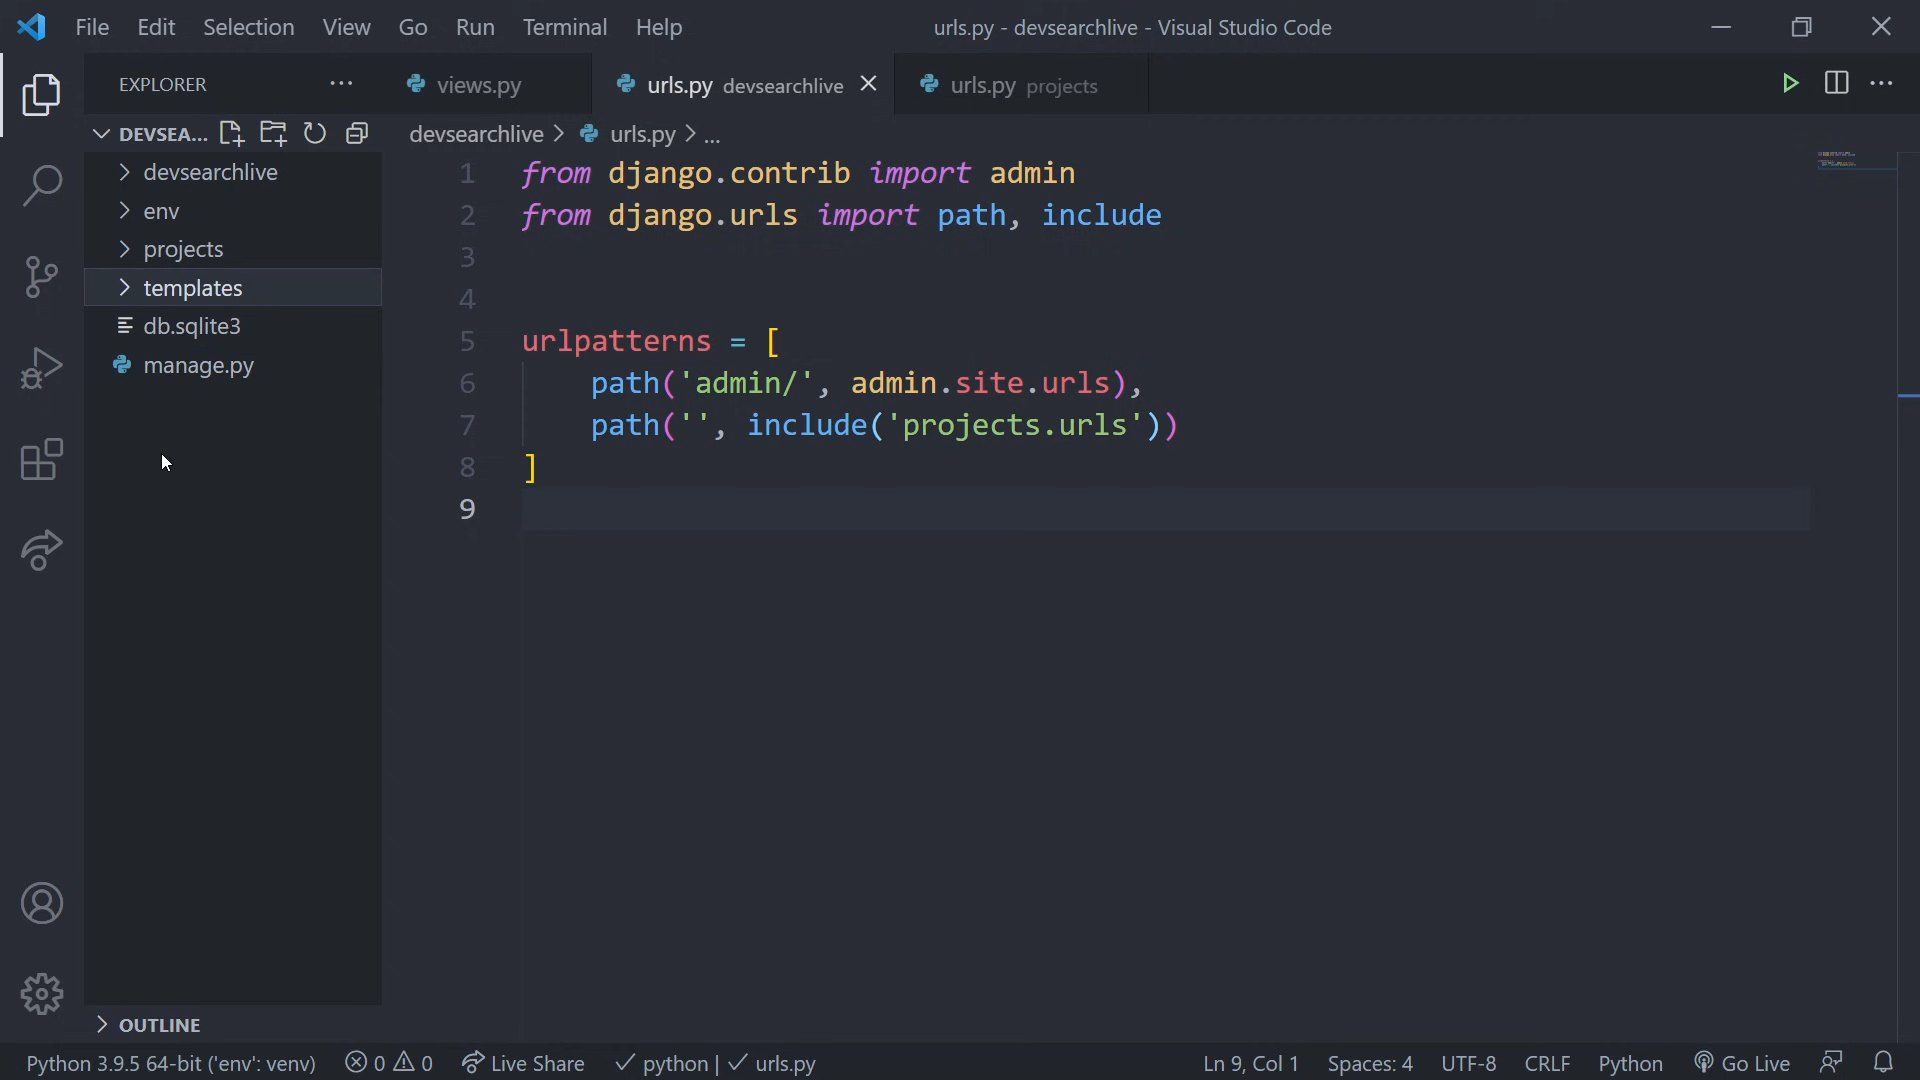 File Edit Selection View Go Run Terminal Help urls.py - devsearchlive - Visual Studio Code
EXPLORER ··· views.py urls.py devsearchlive urls.py projects ···
DEVSEA... devsearchlive > urls.py > ...
devsearchlive
env
projects
templates
db.sqlite3
manage.py
1 from django.contrib import admin
2 from django.urls import path, include
3
4
5 urlpatterns = [
6     path('admin/', admin.site.urls),
7     path('', include('projects.urls'))
8 ]
9
OUTLINE
Python 3.9.5 64-bit ('env': venv) 0 0 Live Share ✓ python | ✓ urls.py Ln 9, Col 1 Spaces: 4 UTF-8 CRLF Python Go Live